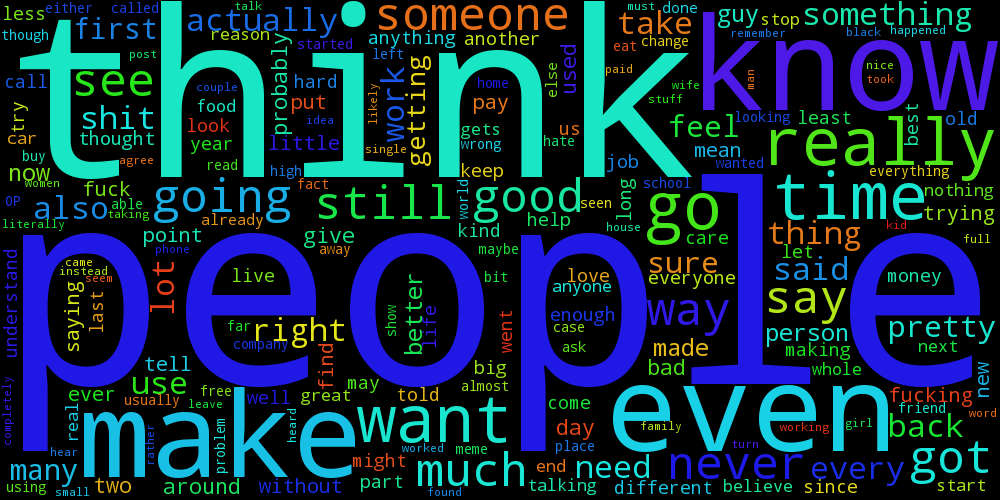 less either called talk
though first actually someone take guy stop something
must done
reason anything another change remember black happened
think know
started left eat
post probably work getting else used
call see couple likely home paid man nice took
try shit food hard put pay stuff wife looking least best old
car thought look little gets us feel mean really
buy agree year idea single wrong hate job wanted
now read high keep everything
women fuck fact world school nothing
OP also able going still good seen long go time trying
literally taking already help house care thing kid full
point give kind let
understand phone away maybe
came instead seem lot live bit love anyone sure everyone said money
people
saying last far right show better life enough way say
company went case ask person pretty
tell find big made making next
ever use usually free may almost bad whole new
completely leave great told fucking
real well come friend word
make want even back
rather problem heard day family working girl
hear worked meme place turn
many might much end need never every got
using small two around without part found talking different believe since start